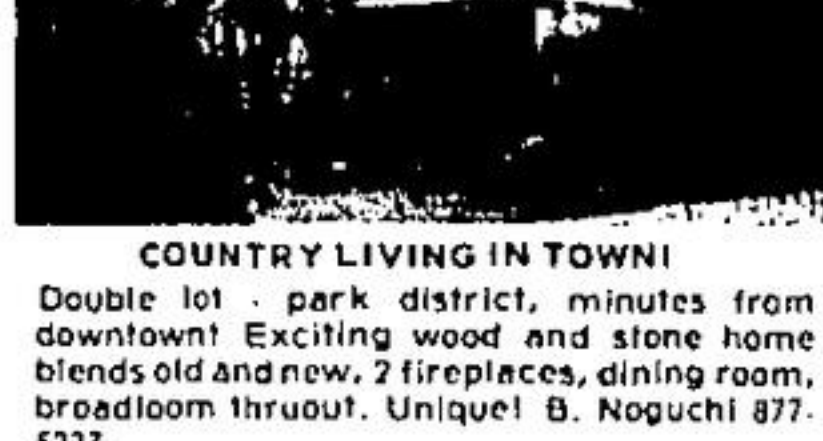 COUNTRY LIVING IN TOWN!
Double lot - park district, minutes from
downtown! Exciting wood and stone home
blends old and new, 2 fireplaces, dining room,
broadloom thruout. Unique! B. Noguchi 877-